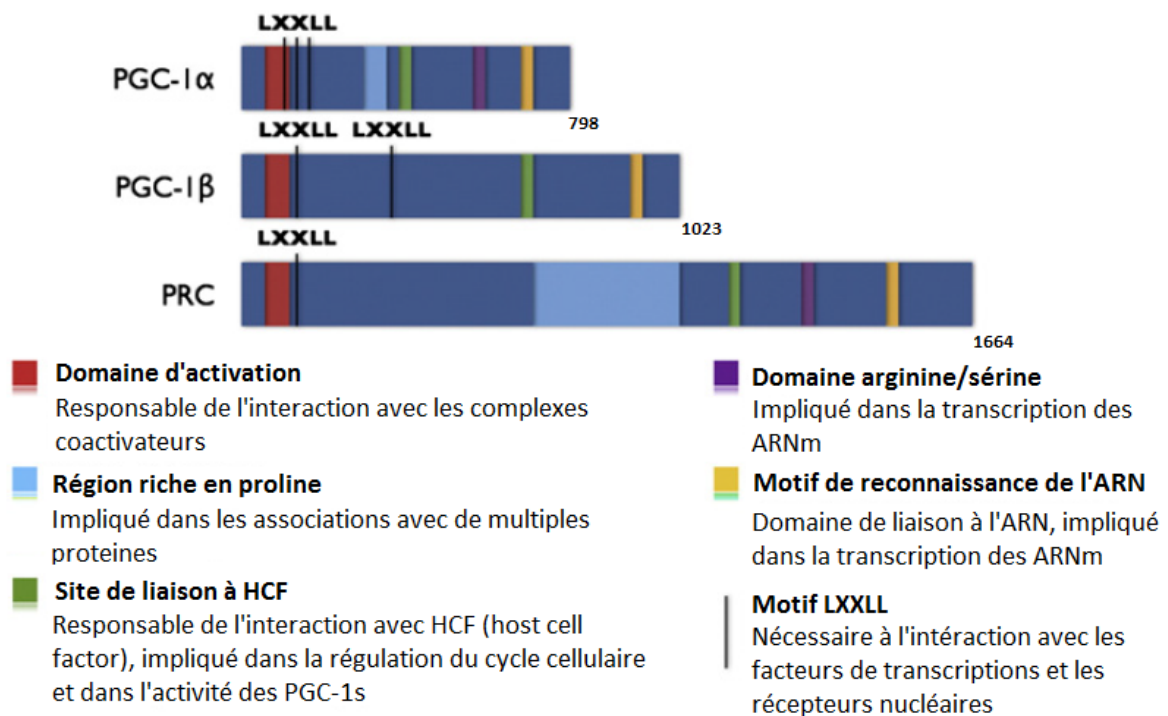 LXXLL
PGC-1α
798
LXXLL LXXLL
PGC-1β
1023
LXXLL
PRC
1664
Domaine d'activation
Responsable de l'interaction avec les complexes
coactivateurs
Région riche en proline
Impliqué dans les associations avec de multiples
proteines
Site de liaison à HCF
Responsable de l'interaction avec HCF (host cell
factor), impliqué dans la régulation du cycle cellulaire
et dans l'activité des PGC-1s
Domaine arginine/sérine
Impliqué dans la transcription des
ARNm
Motif de reconnaissance de l'ARN
Domaine de liaison à l'ARN, impliqué
dans la transcription des ARNm
Motif LXXLL
Nécessaire à l'intéraction avec les
facteurs de transcriptions et les
récepteurs nucléaires